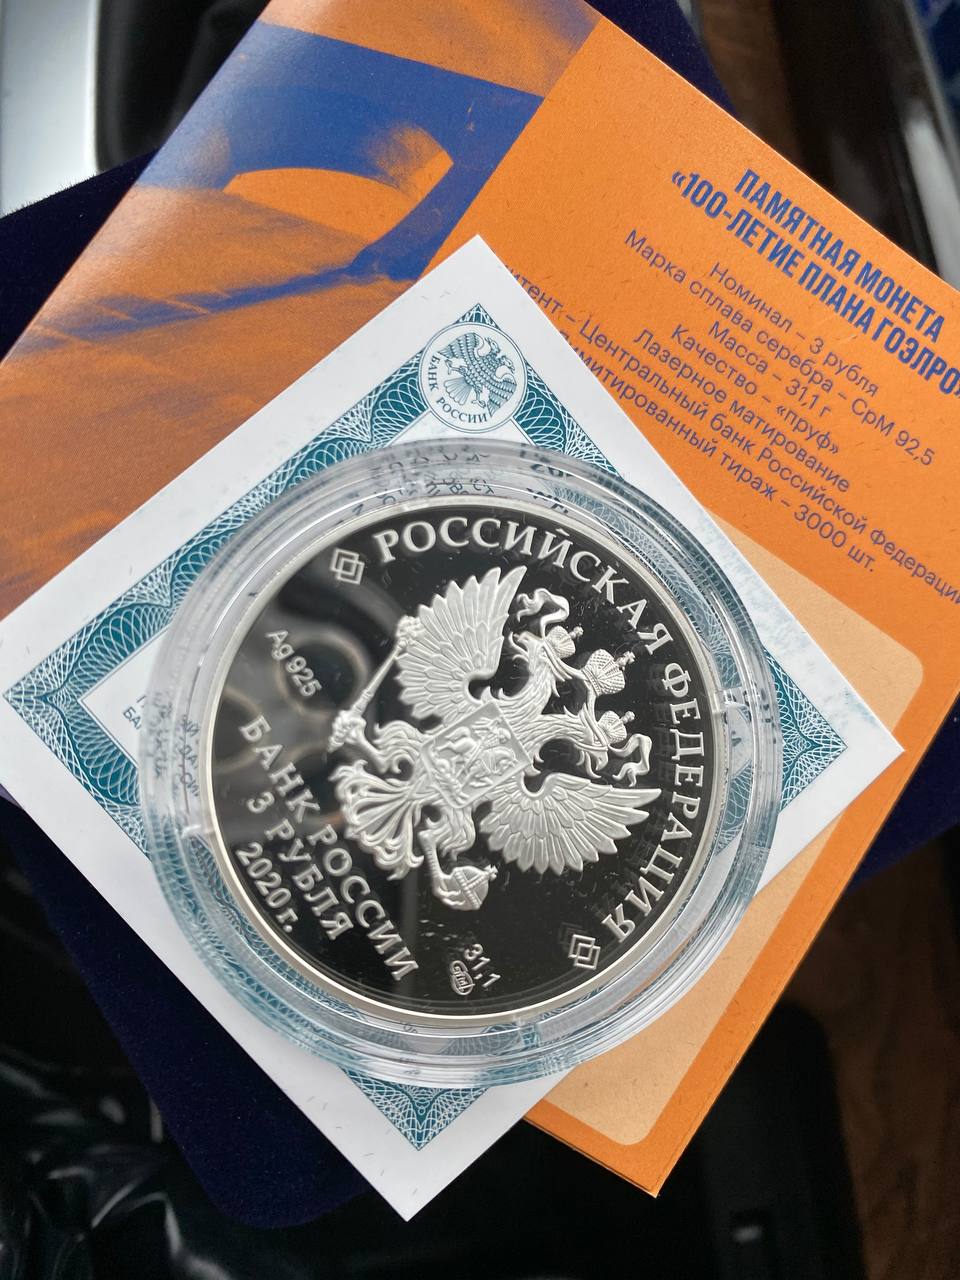 ПАМЯТНАЯ МОНЕТА
«100-ЛЕТИЕ ПЛАНА ГОЭЛРО»
Номинал – 3 рубля
Марка сплава серебра – СрМ 92,5
Масса – 31,1 г
Качество – «пруф»
Лазерное матирование
– Центральный банк Российской Федерации
тираж – 3000 шт.
БАНК РОССИИ
РОССИЙСКАЯ ФЕДЕРАЦИЯ
Ag 925
БАНК РОССИИ
3 РУБЛЯ
2020 г.
31,1